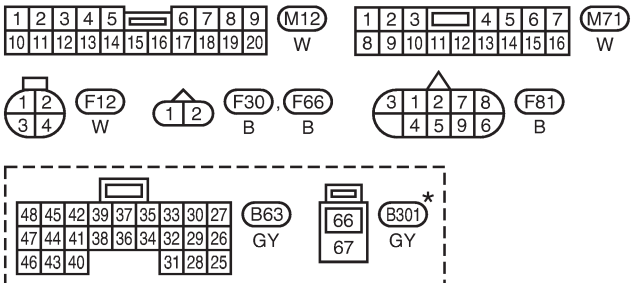 1 2 3 4 5 6 7 8 9 M12
10 11 12 13 14 15 16 17 18 19 20 W
1 2 3 4 5 6 7 M71
8 9 10 11 12 13 14 15 16 W
1 2 F12
3 4 W
1 2 F30 , F66
B B
3 1 2 7 8 F81
4 5 9 6 B
48 45 42 39 37 35 33 30 27 B63
47 44 41 38 36 34 32 29 26 GY
46 43 40 31 28 25
66 B301 *
67 GY